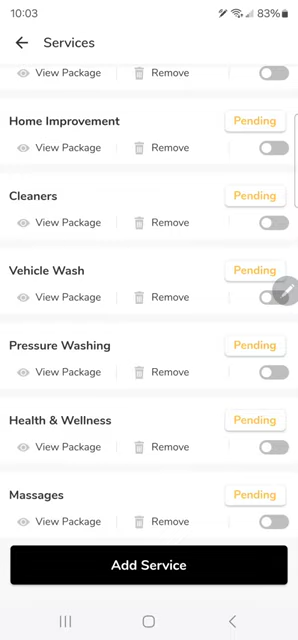 10:03
83%
Services
View Package Remove
Home Improvement Pending
View Package Remove
Cleaners Pending
View Package Remove
Vehicle Wash Pending
View Package Remove
Pressure Washing Pending
View Package Remove
Health & Wellness Pending
View Package Remove
Massages Pending
View Package Remove
Add Service